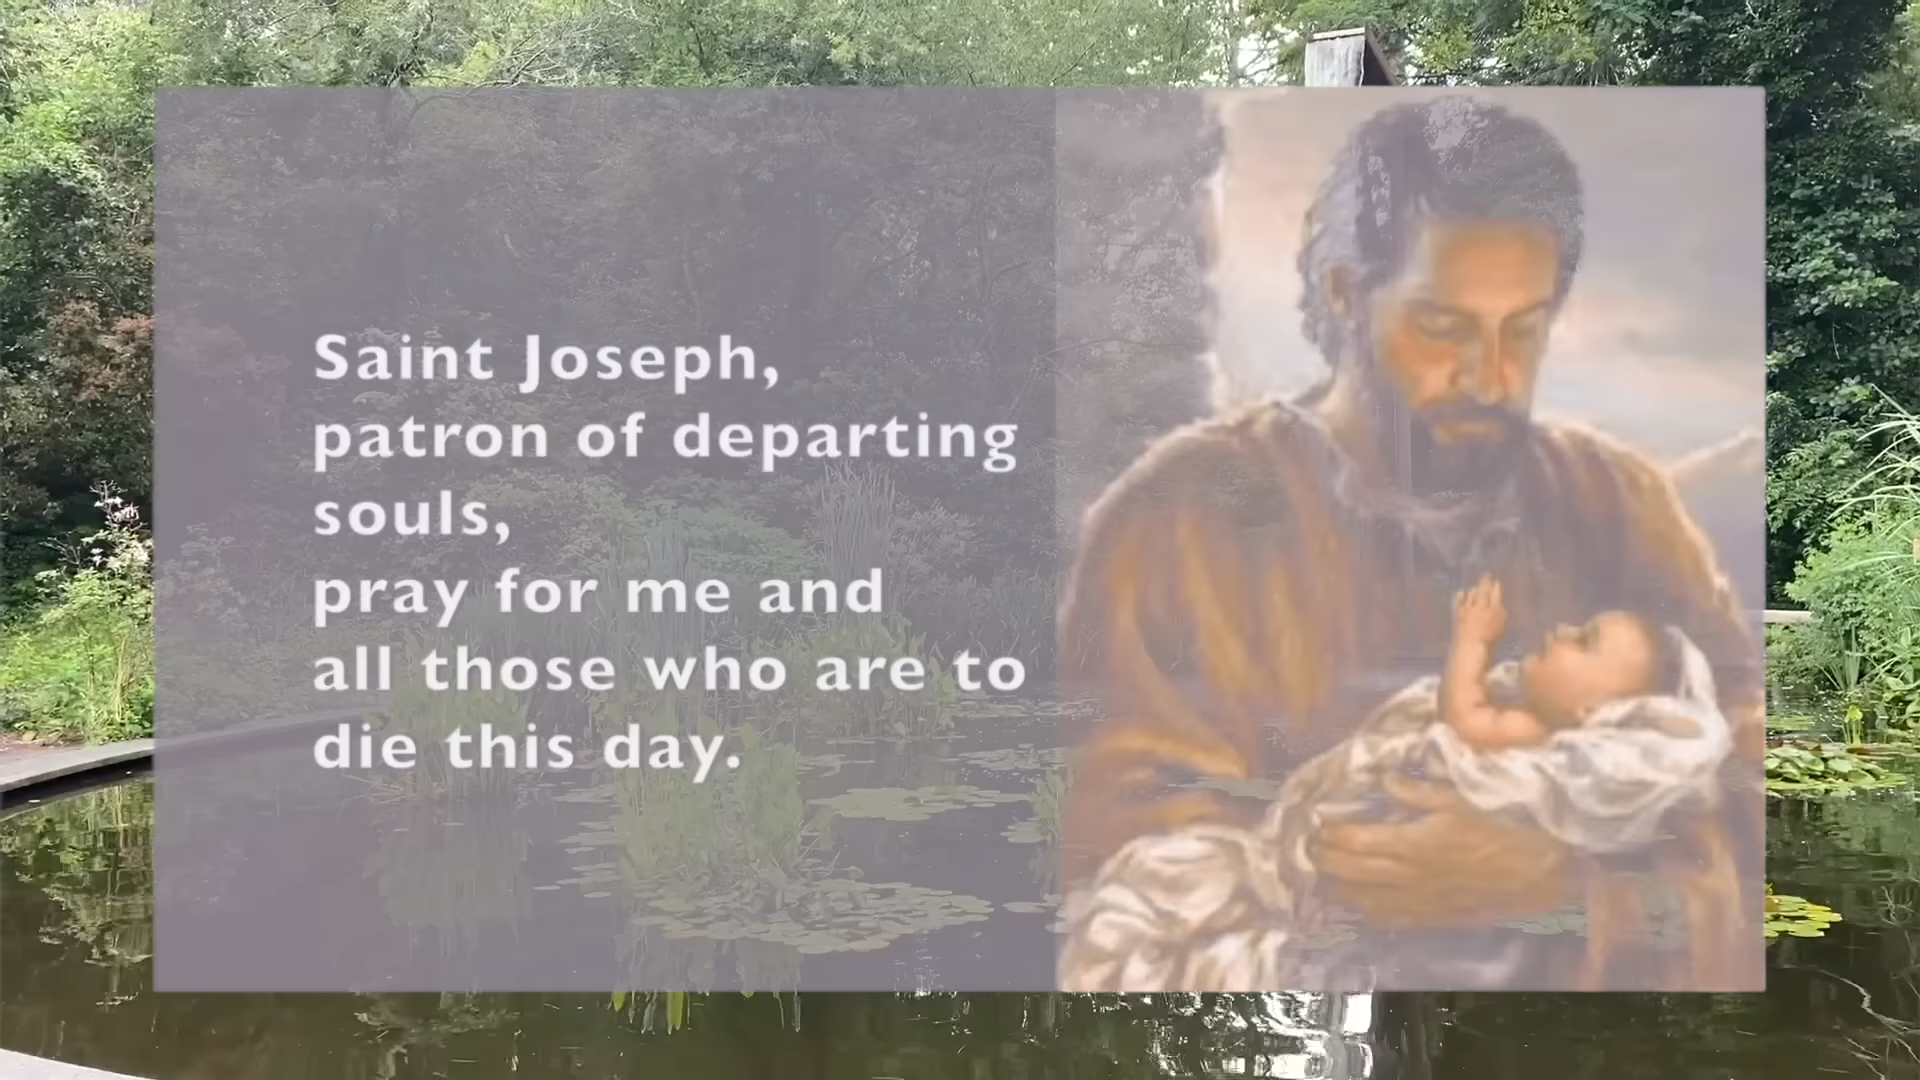 Saint Joseph,
patron of departing
souls,
pray for me and
all those who are to
die this day.